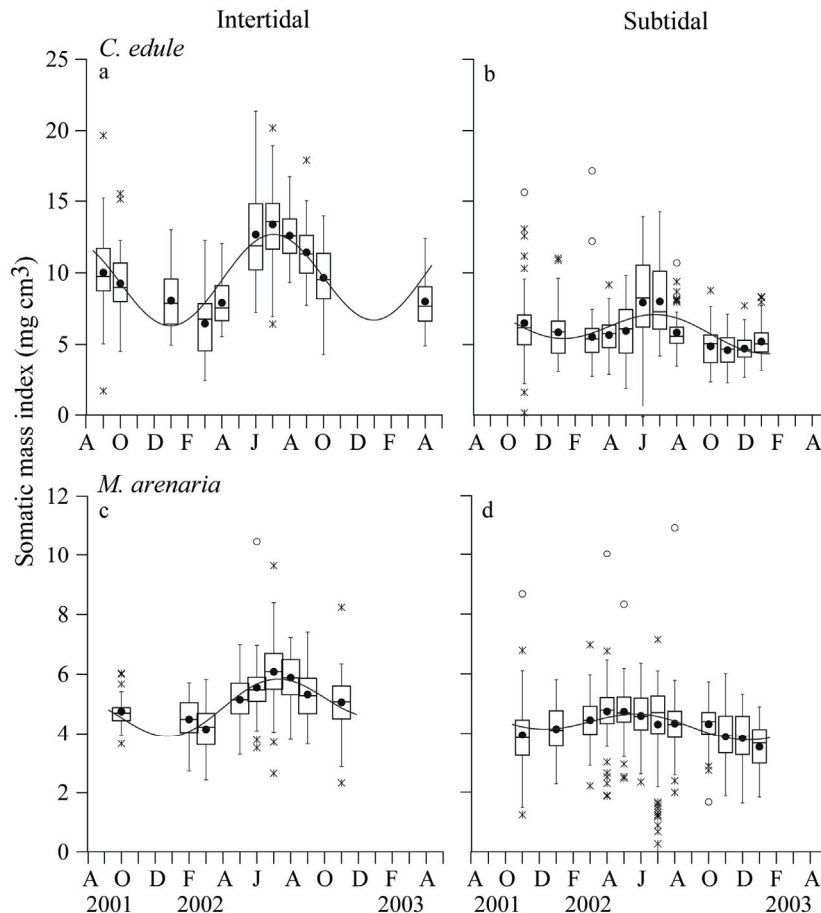 Intertidal Subtidal
C. edule
a b
25
20
15
10
5
0
A O D F A J A O D F A
A O D F A J A O D F A
Somatic mass index (mg cm3)
M. arenaria
c d
12
10
8
6
4
2
0
A O D F A J A O D F A
A O D F A J A O D F A
2001 2002 2003 2001 2002 2003